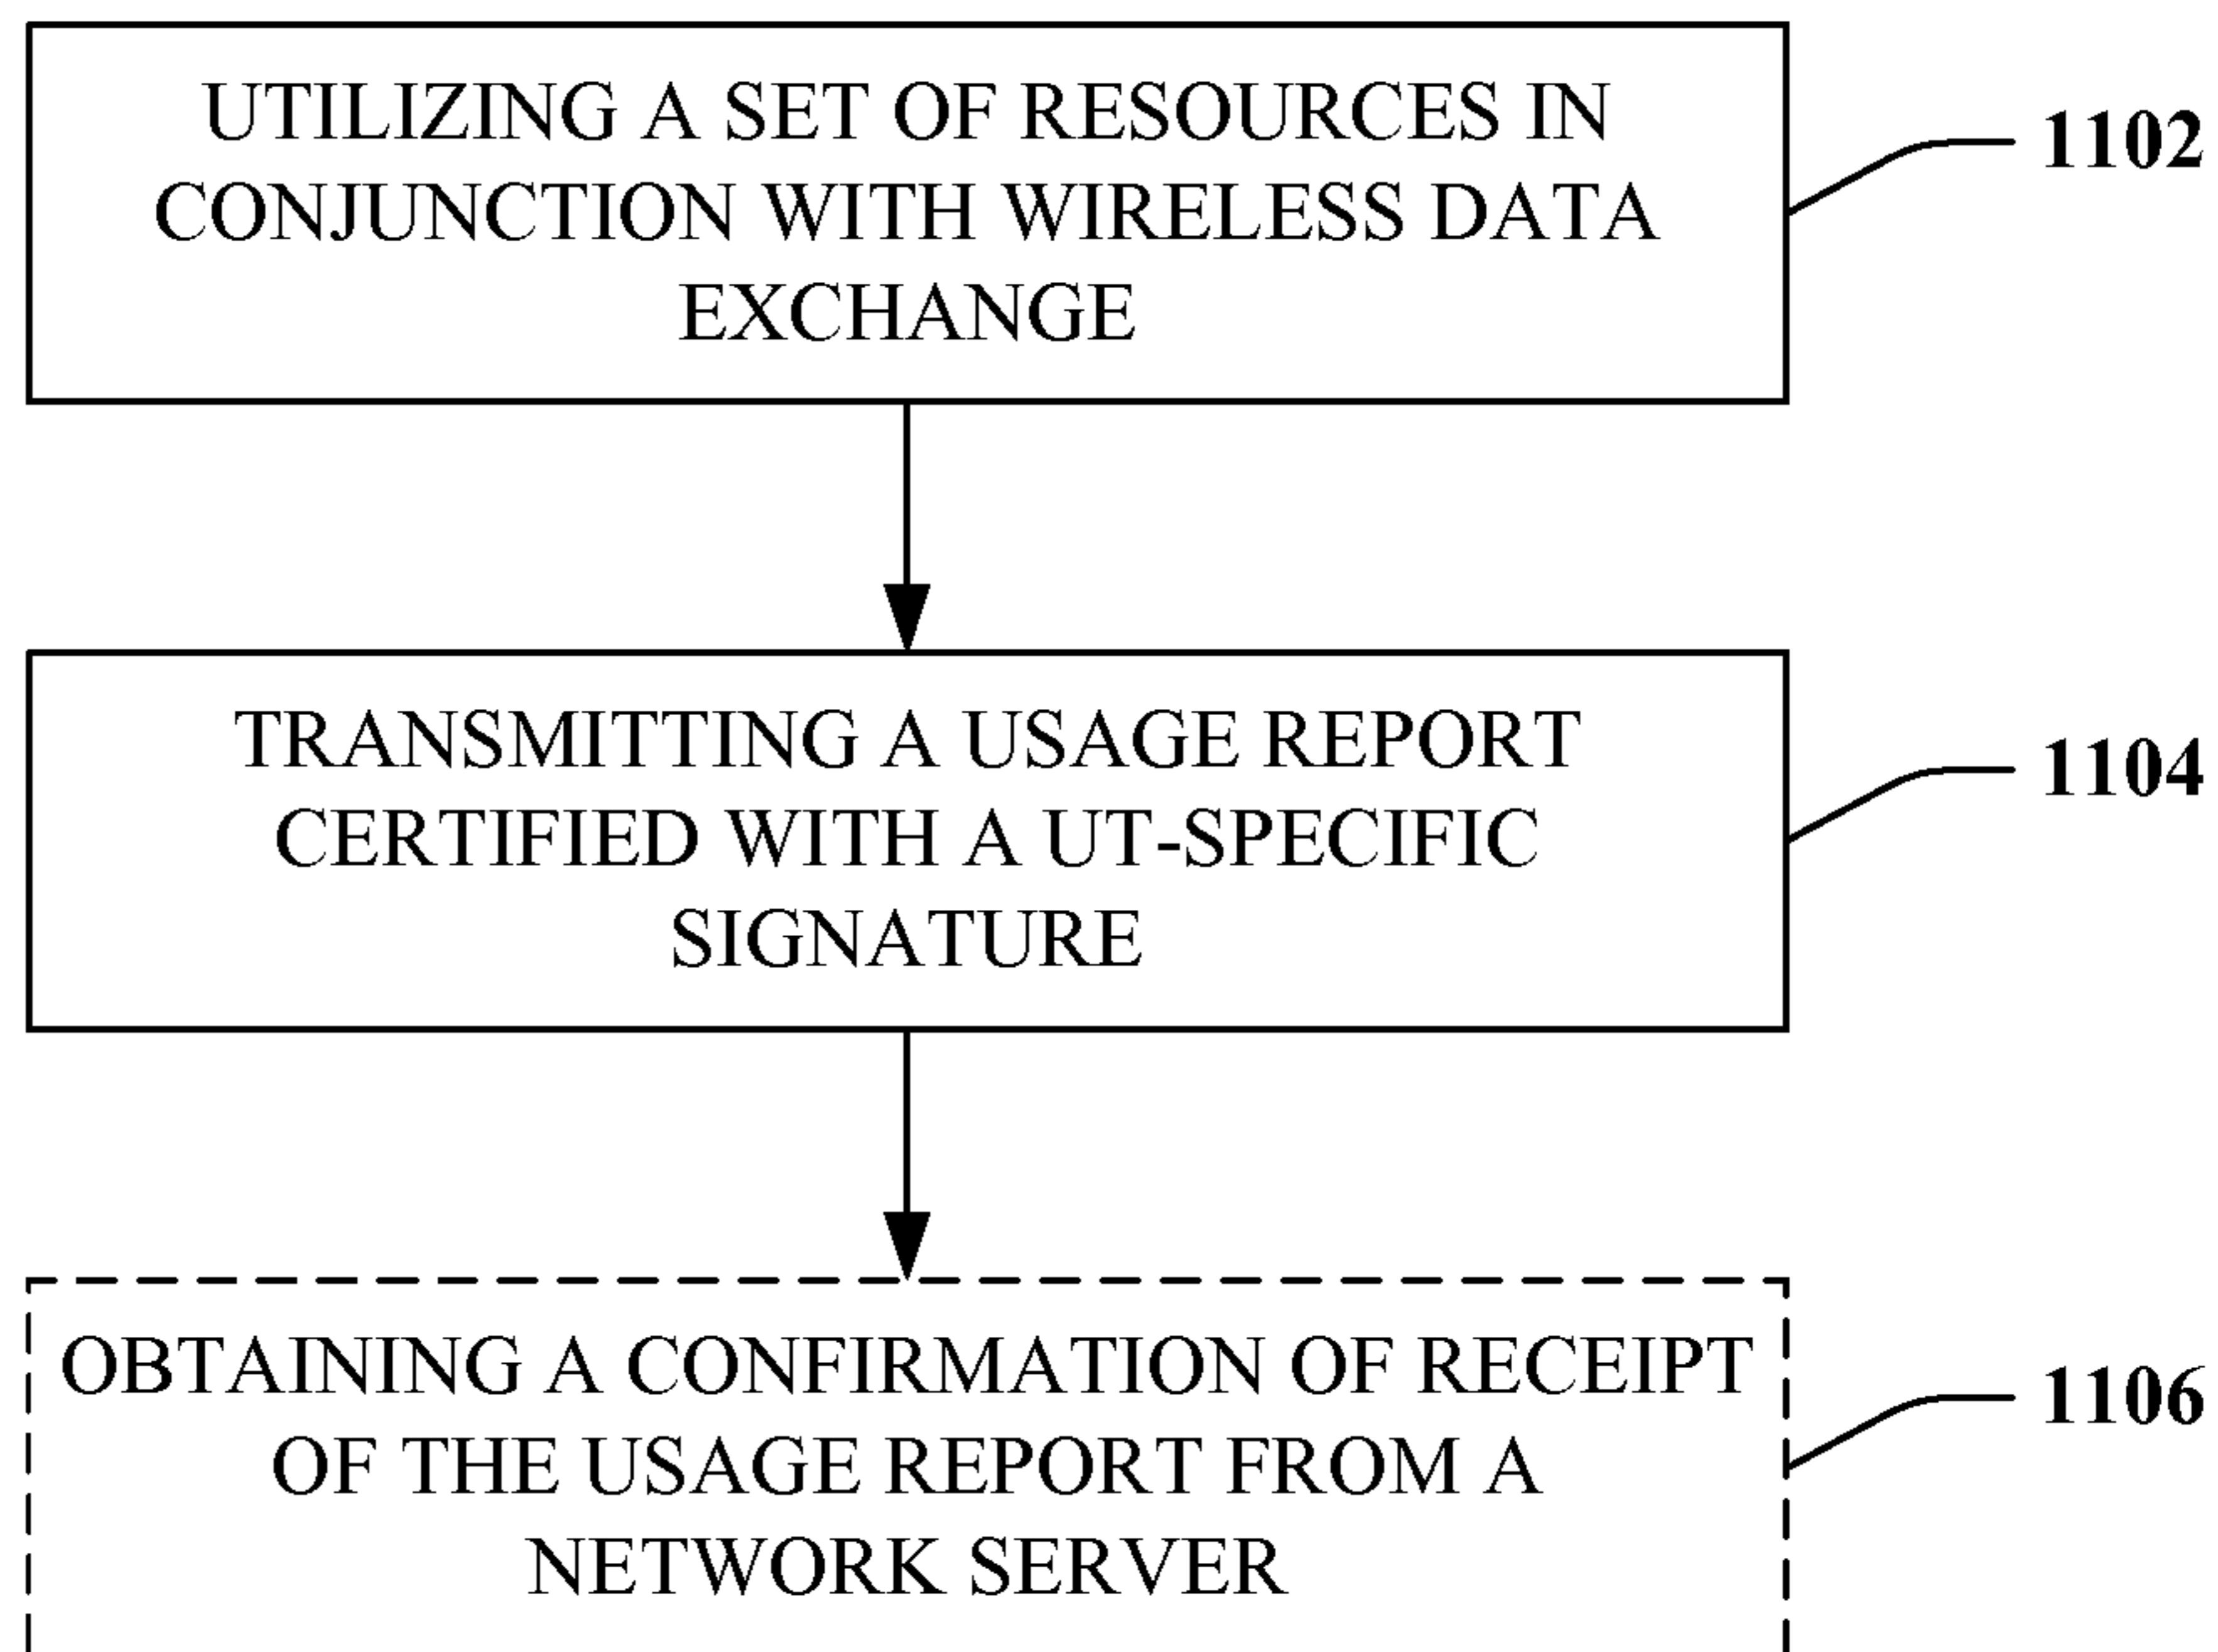 UTILIZING A SET OF RESOURCES IN
CONJUNCTION WITH WIRELESS DATA
EXCHANGE
1102
TRANSMITTING A USAGE REPORT
CERTIFIED WITH A UT-SPECIFIC
SIGNATURE
1104
OBTAINING A CONFIRMATION OF RECEIPT
OF THE USAGE REPORT FROM A
NETWORK SERVER
1106